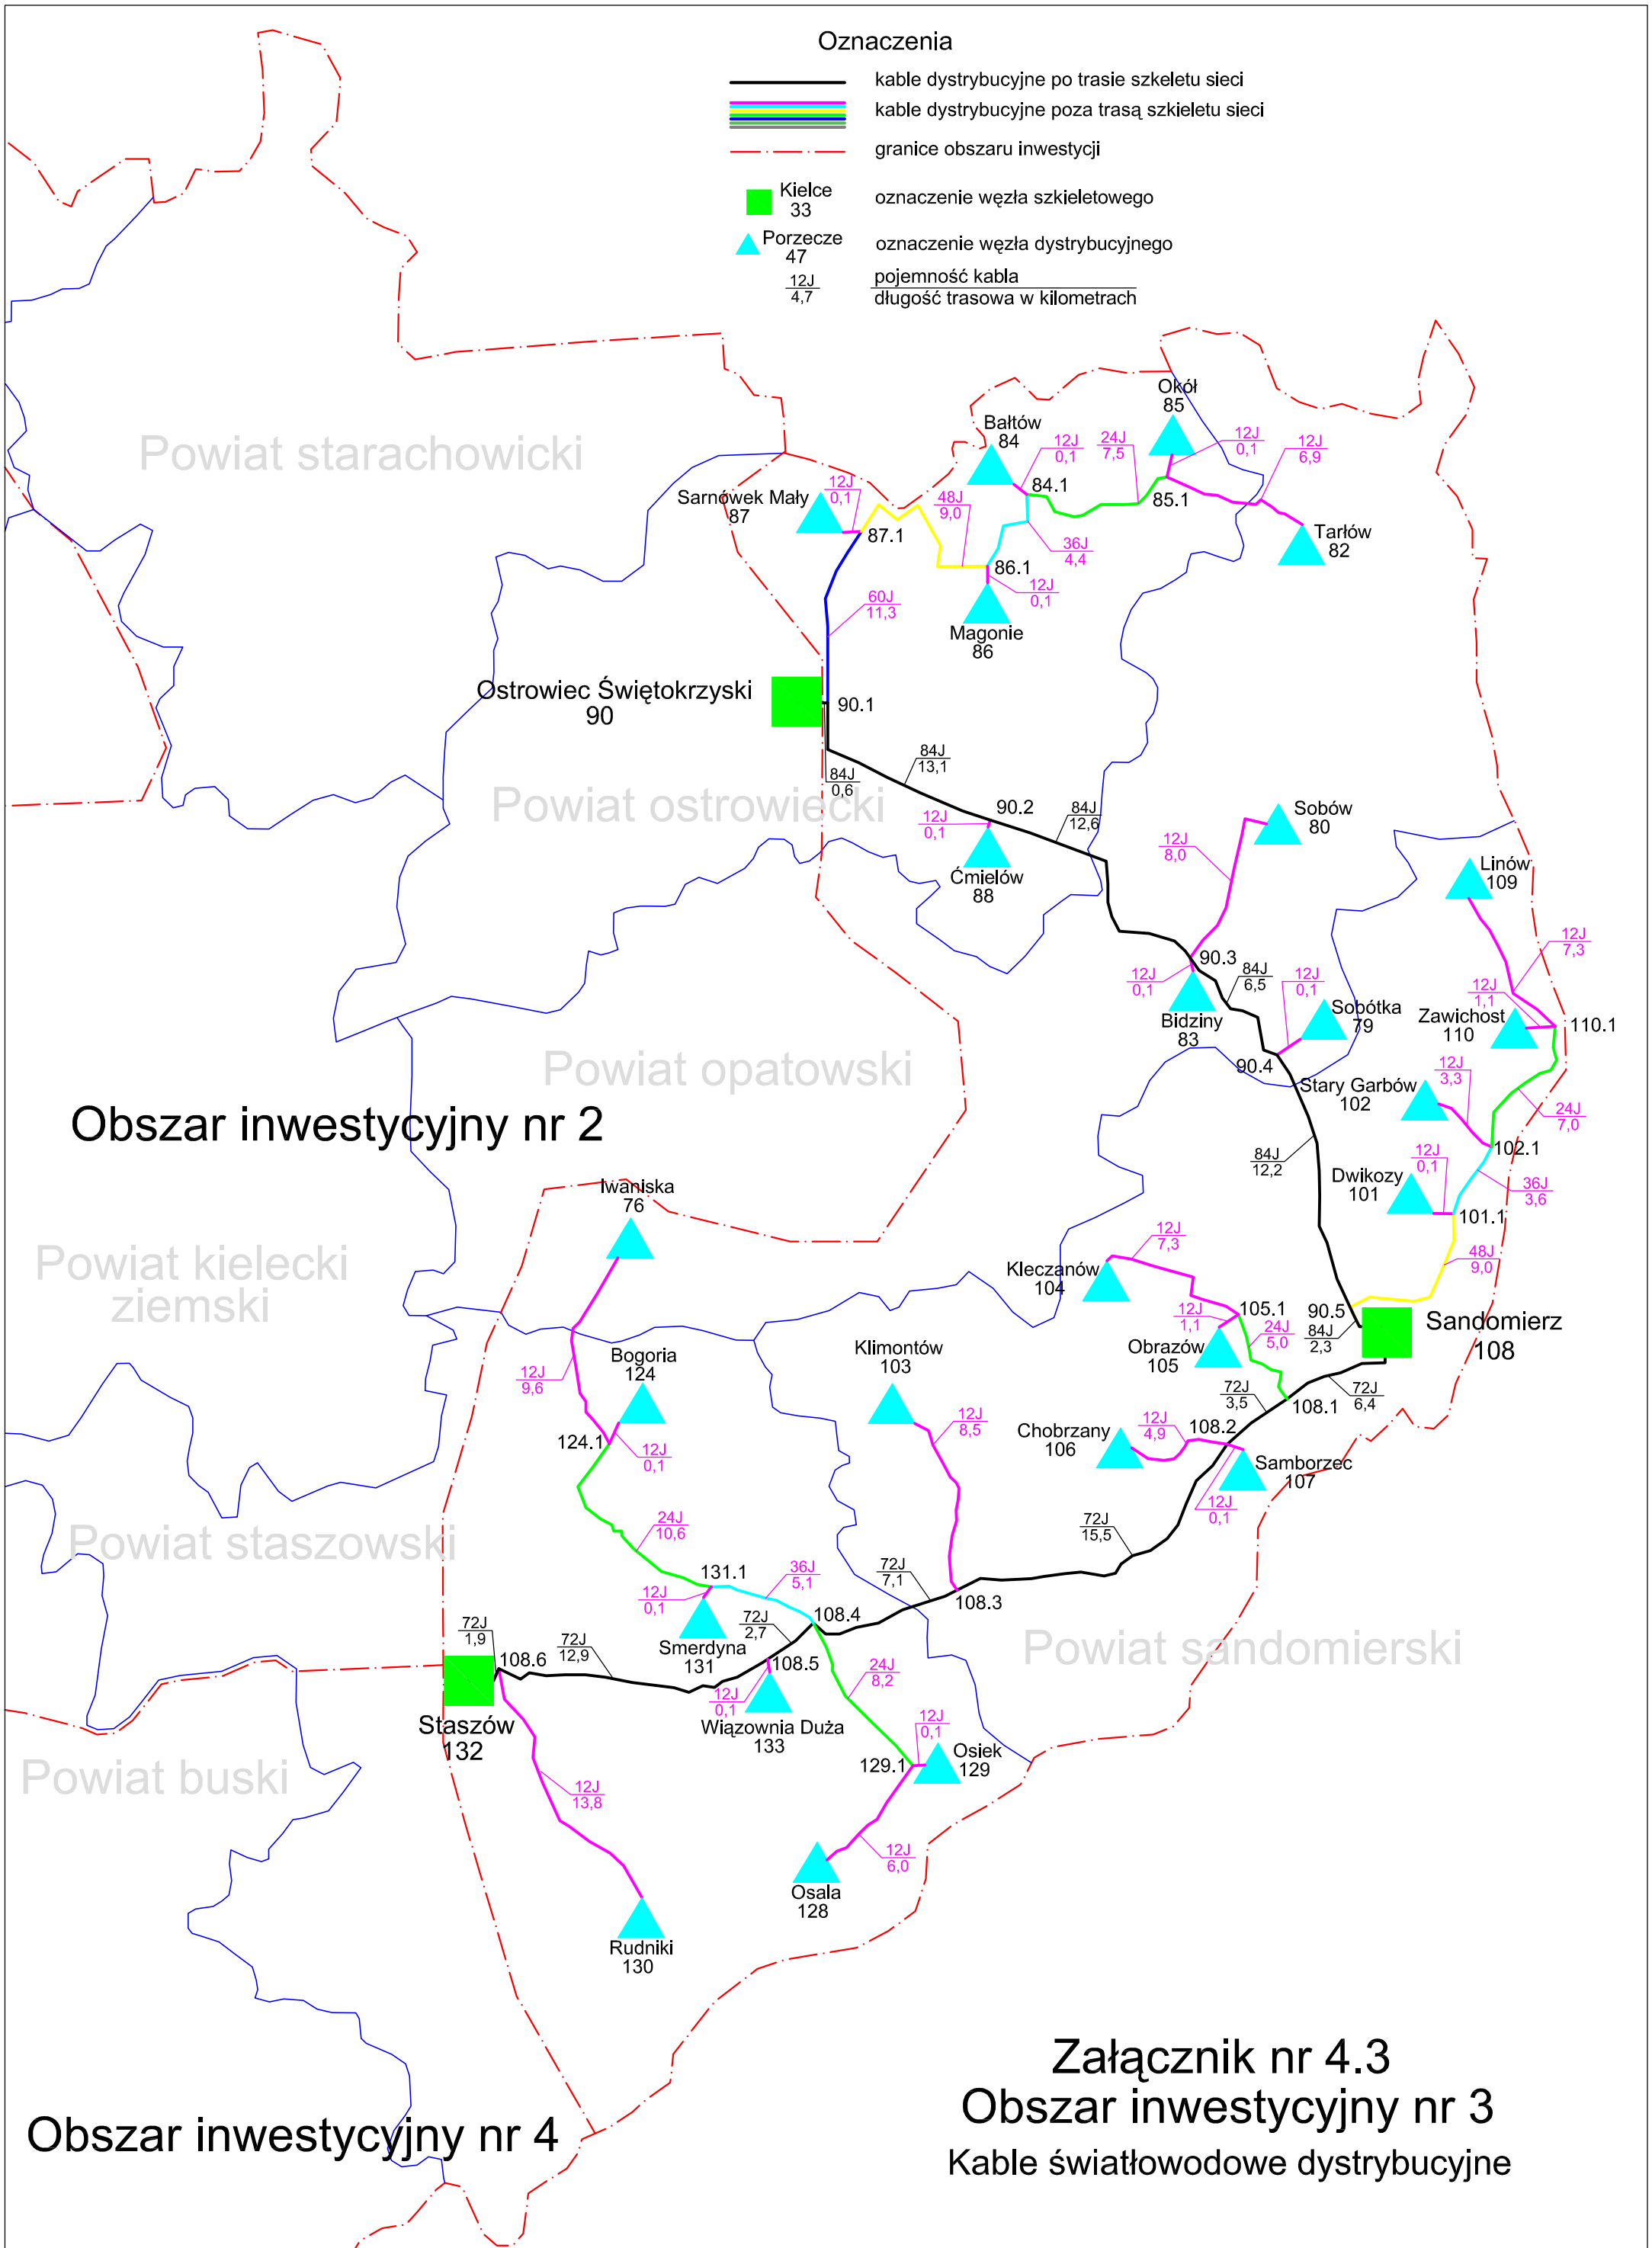 Oznaczenia
kable dystrybucyjne po trasie szkeletu sieci
kable dystrybucyjne poza trasą szkieletu sieci
granice obszaru inwestycji
Kielce
33
oznaczenie węzła szkieletowego
Porzecze
47
oznaczenie węzła dystrybucyjnego
12J
4,7
pojemność kabla
długość trasowa w kilometrach
Powiat starachowicki
Okół
85
Bałtów
84
12J
0,1
24J
7,5
12J
0,1
12J
6,9
84.1
85.1
Sarnówek Mały
87
12J
0,1
48J
9,0
87.1
36J
4,4
Tarłów
82
86.1
12J
0,1
60J
11,3
Magonie
86
Ostrowiec Świętokrzyski
90
90.1
84J
13,1
84J
0,6
Powiat ostrowiecki
90.2
84J
12,6
12J
0,1
Ćmielów
88
Sobów
80
12J
8,0
Linów
109
12J
7,3
90.3
84J
6,5
12J
0,1
12J
0,1
Bidziny
83
Sobótka
79
12J
1,1
Zawichost
110
110.1
90.4
Powiat opatowski
Stary Garbów
102
12J
3,3
24J
7,0
Obszar inwestycyjny nr 2
84J
12,2
102.1
Dwikozy
101
12J
0,1
36J
3,6
101.1
Iwaniska
76
Powiat kielecki
ziemski
12J
7,3
Kleczanów
104
48J
9,0
105.1
12J
1,1
24J
5,0
90.5
84J
2,3
Sandomierz
108
Obrazów
105
Klimontów
103
Bogoria
124
12J
9,6
72J
3,5
108.1
72J
6,4
12J
8,5
Chobrzany
106
12J
4,9
108.2
124.1
12J
0,1
Samborzec
107
12J
0,1
Powiat staszowski
24J
10,6
72J
15,5
131.1
36J
5,1
72J
7,1
12J
0,1
108.3
108.4
72J
2,7
Smerdyna
131
72J
1,9
108.6
72J
12,9
108.5
Powiat sandomierski
24J
8,2
12J
0,1
Wiązownia Duża
133
Staszów
132
12J
0,1
129.1
Osiek
129
Powiat buski
12J
13,8
12J
6,0
Osala
128
Rudniki
130
Załącznik nr 4.3
Obszar inwestycyjny nr 3
Obszar inwestycyjny nr 4
Kable światłowodowe dystrybucyjne